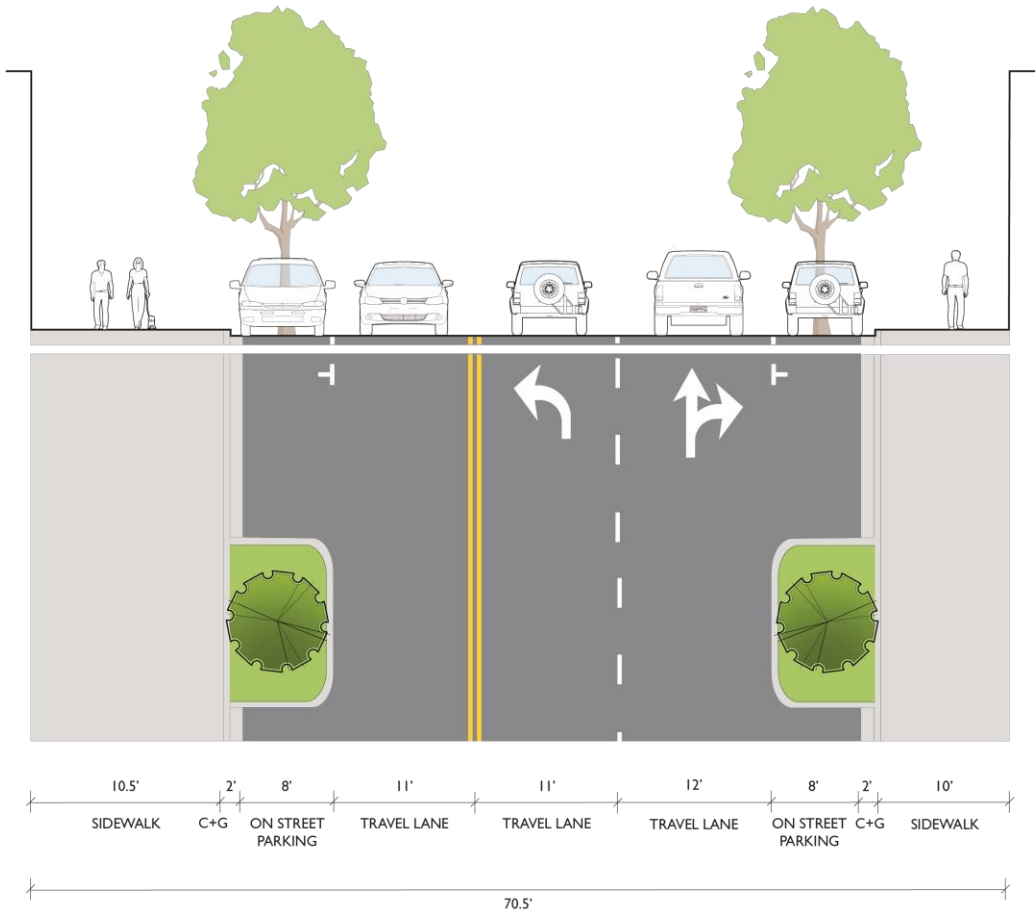 10.5' 2' 8' 11' 11' 12' 8' 2' 10'
SIDEWALK C+G ON STREET PARKING TRAVEL LANE TRAVEL LANE TRAVEL LANE ON STREET PARKING C+G SIDEWALK
70.5'